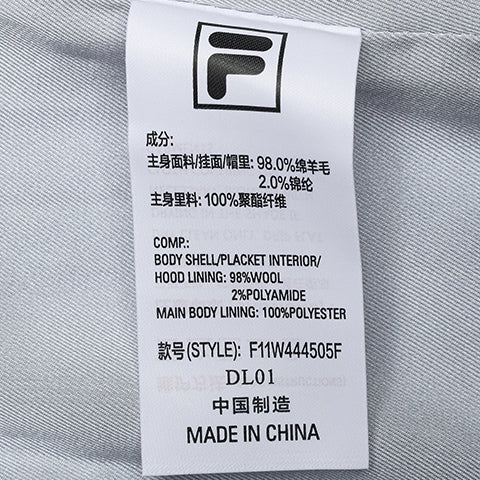 F
成分:
主身面料/挂面/帽里: 98.0%绵羊毛
2.0%锦纶
主身里料: 100%聚酯纤维
COMP.:
BODY SHELL/PLACKET INTERIOR/
HOOD LINING: 98%WOOL
2%POLYAMIDE
MAIN BODY LINING: 100%POLYESTER
款号(STYLE): F11W444505F
DL01
中国制造
MADE IN CHINA